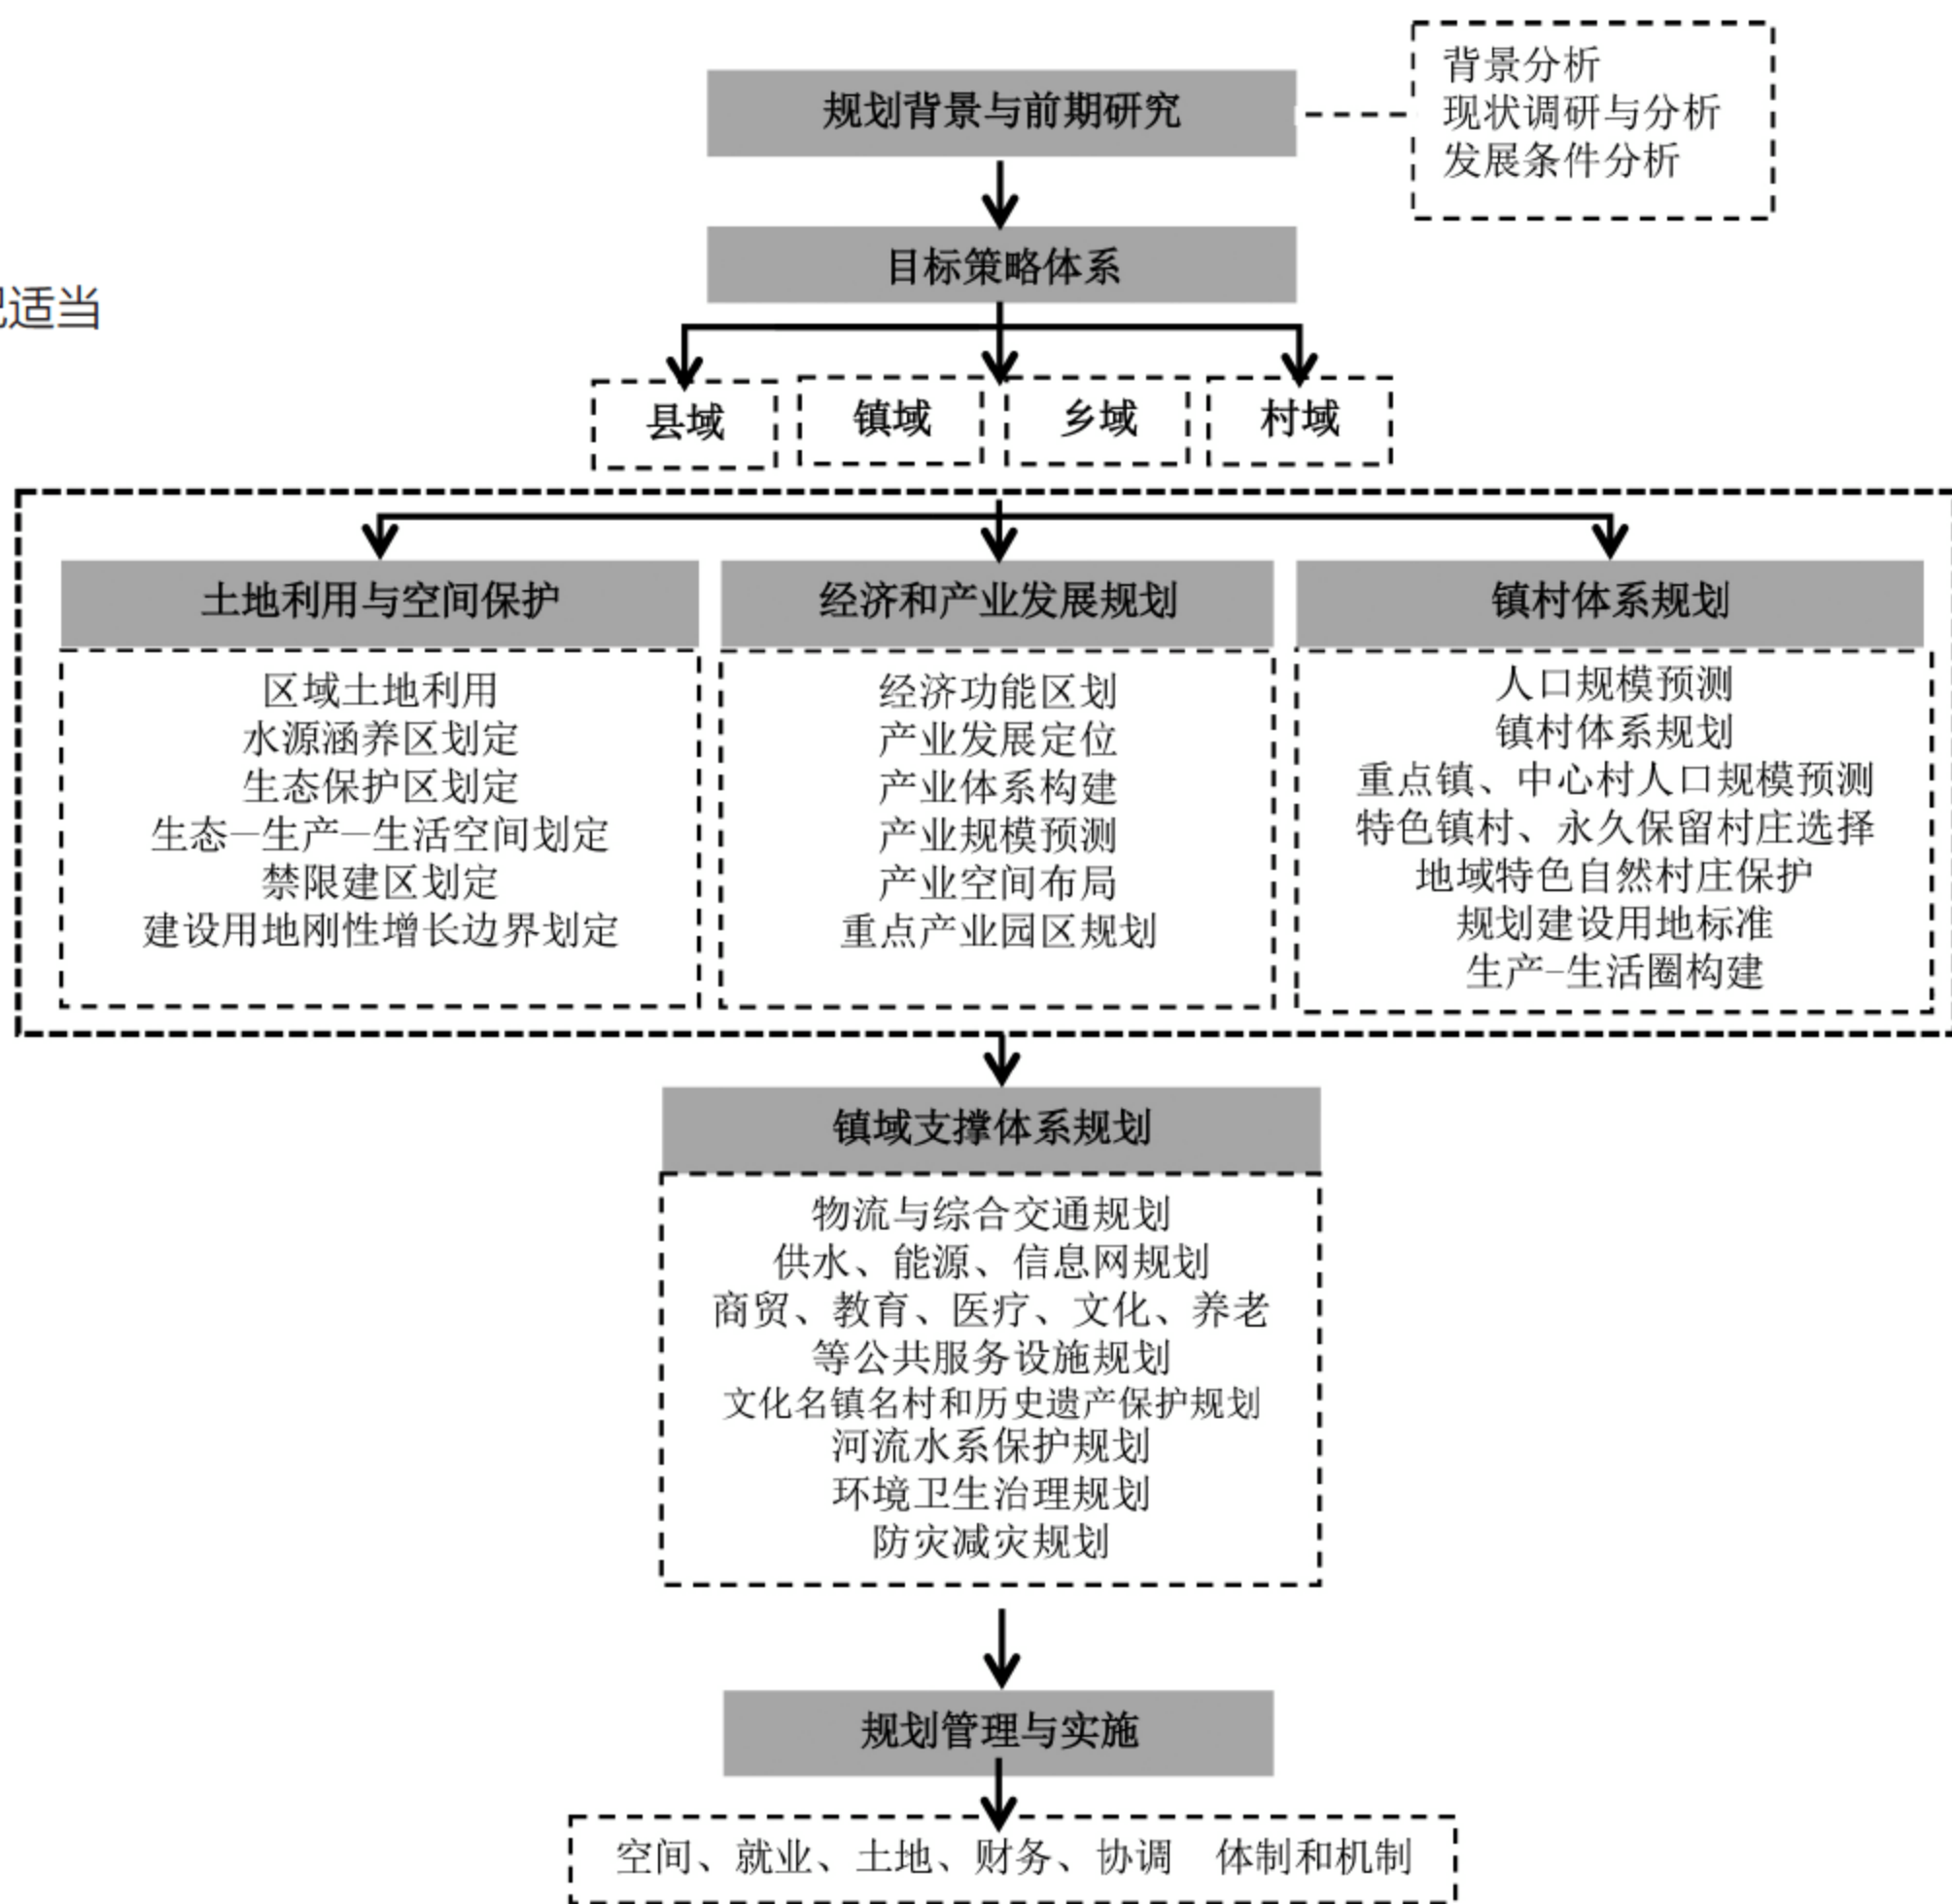 规划背景与前期研究
背景分析
现状调研与分析
发展条件分析
目标策略体系
适当
县域
镇域
乡域
村域
土地利用与空间保护
区域土地利用
水源涵养区划定
生态保护区划定
生态—生产—生活空间划定
禁限建区划定
建设用地刚性增长边界划定
经济和产业发展规划
经济功能区划
产业发展定位
产业体系构建
产业规模预测
产业空间布局
重点产业园区规划
镇村体系规划
人口规模预测
镇村体系规划
重点镇、中心村人口规模预测
特色镇村、永久保留村庄选择
地域特色自然村庄保护
规划建设用地标准
生产–生活圈构建
镇域支撑体系规划
物流与综合交通规划
供水、能源、信息网规划
商贸、教育、医疗、文化、养老
等公共服务设施规划
文化名镇名村和历史遗产保护规划
河流水系保护规划
环境卫生治理规划
防灾减灾规划
规划管理与实施
空间、就业、土地、财务、协调 体制和机制